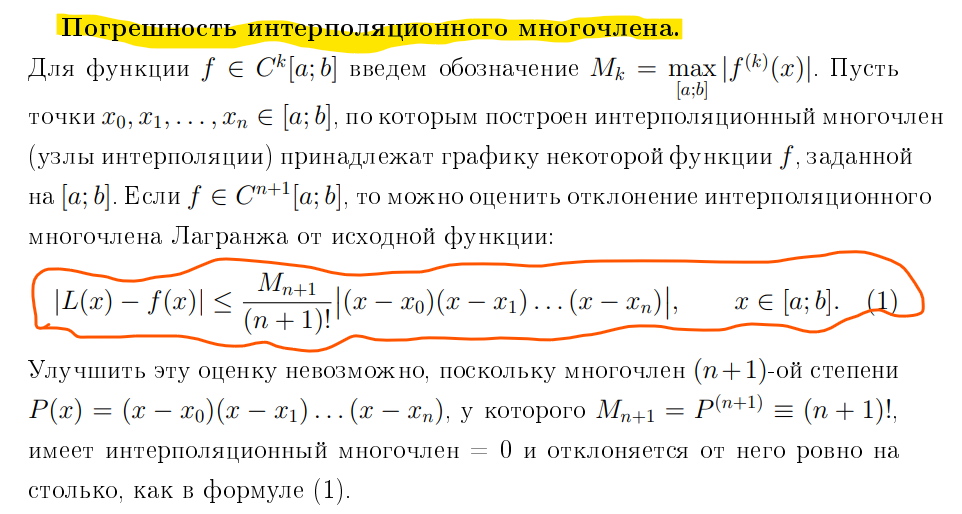 Погрешность интерполяционного многочлена.
Для функции f ∈ C^k[a; b] введем обозначение M_k = max_{[a;b]} |f^{(k)}(x)|. Пусть
точки x_0, x_1, . . . , x_n ∈ [a; b], по которым построен интерполяционный многочлен
(узлы интерполяции) принадлежат графику некоторой функции f, заданной
на [a; b]. Если f ∈ C^{n+1}[a; b], то можно оценить отклонение интерполяционного
многочлена Лагранжа от исходной функции:
|L(x) − f(x)| ≤ \frac{M_{n+1}}{(n + 1)!} |(x − x_0)(x − x_1) . . . (x − x_n)|, x ∈ [a; b]. (1)
Улучшить эту оценку невозможно, поскольку многочлен (n+1)-ой степени
P(x) = (x − x_0)(x − x_1) . . . (x − x_n), у которого M_{n+1} = P^{(n+1)} ≡ (n + 1)!,
имеет интерполяционный многочлен = 0 и отклоняется от него ровно на
столько, как в формуле (1).